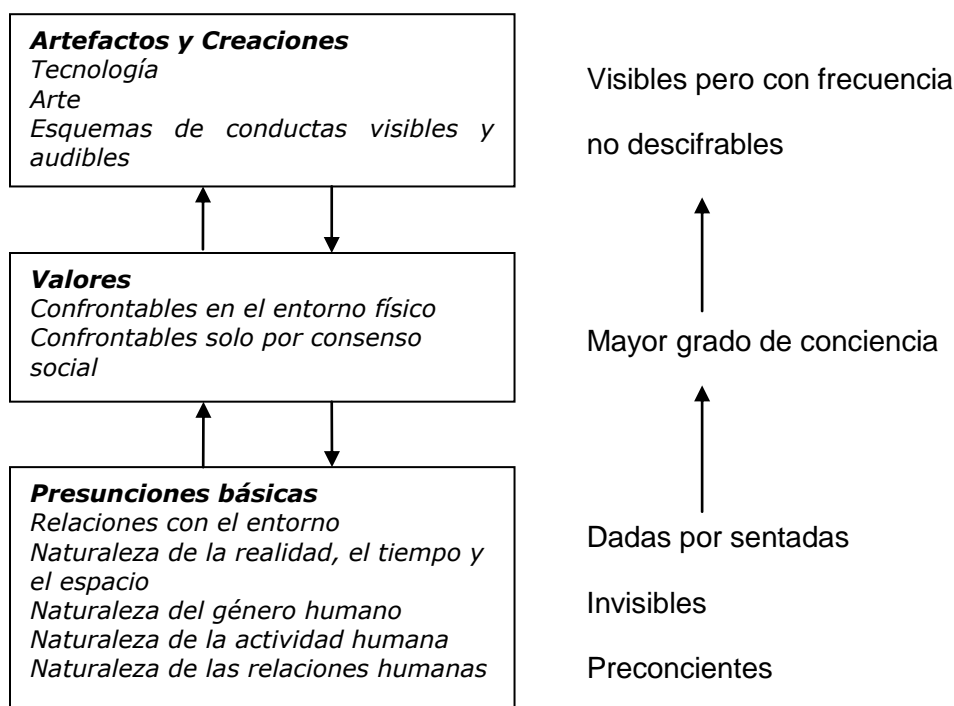 Artefactos y Creaciones
Tecnología
Arte
Esquemas de conductas visibles y
audibles
Visibles pero con frecuencia
no descifrables
Valores
Confrontables en el entorno físico
Confrontables solo por consenso
social
Mayor grado de conciencia
Presunciones básicas
Relaciones con el entorno
Naturaleza de la realidad, el tiempo y
el espacio
Naturaleza del género humano
Naturaleza de la actividad humana
Naturaleza de las relaciones humanas
Dadas por sentadas
Invisibles
Preconcientes